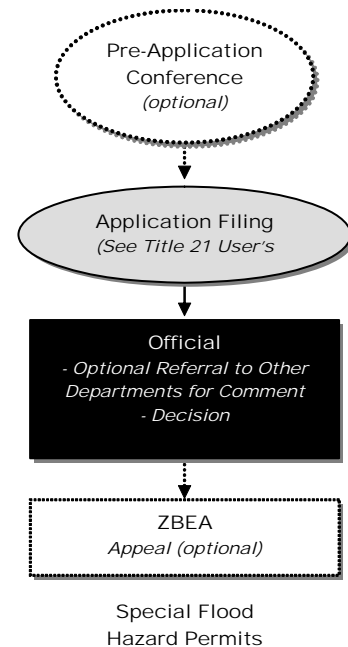 Pre-Application
Conference
(optional)
Application Filing
(See Title 21 User's
Official
- Optional Referral to Other
Departments for Comment
- Decision
ZBEA
Appeal (optional)
Special Flood
Hazard Permits